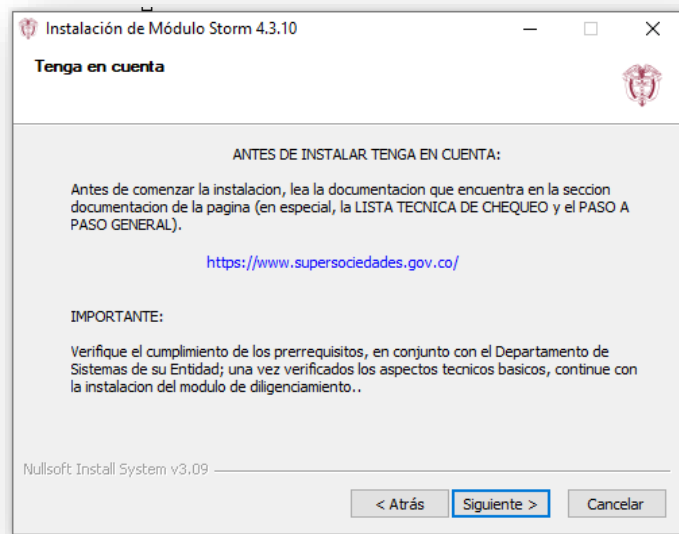 Instalación de Módulo Storm 4.3.10
Tenga en cuenta
ANTES DE INSTALAR TENGA EN CUENTA:
Antes de comenzar la instalacion, lea la documentacion que encuentra en la seccion
documentacion de la pagina (en especial, la LISTA TECNICA DE CHEQUEO y el PASO A
PASO GENERAL).
https://www.supersociedades.gov.co/
IMPORTANTE:
Verifique el cumplimiento de los prerrequisitos, en conjunto con el Departamento de
Sistemas de su Entidad; una vez verificados los aspectos tecnicos basicos, continue con
la instalacion del modulo de diligenciamiento..
Nullsoft Install System v3.09
< Atrás
Siguiente >
Cancelar